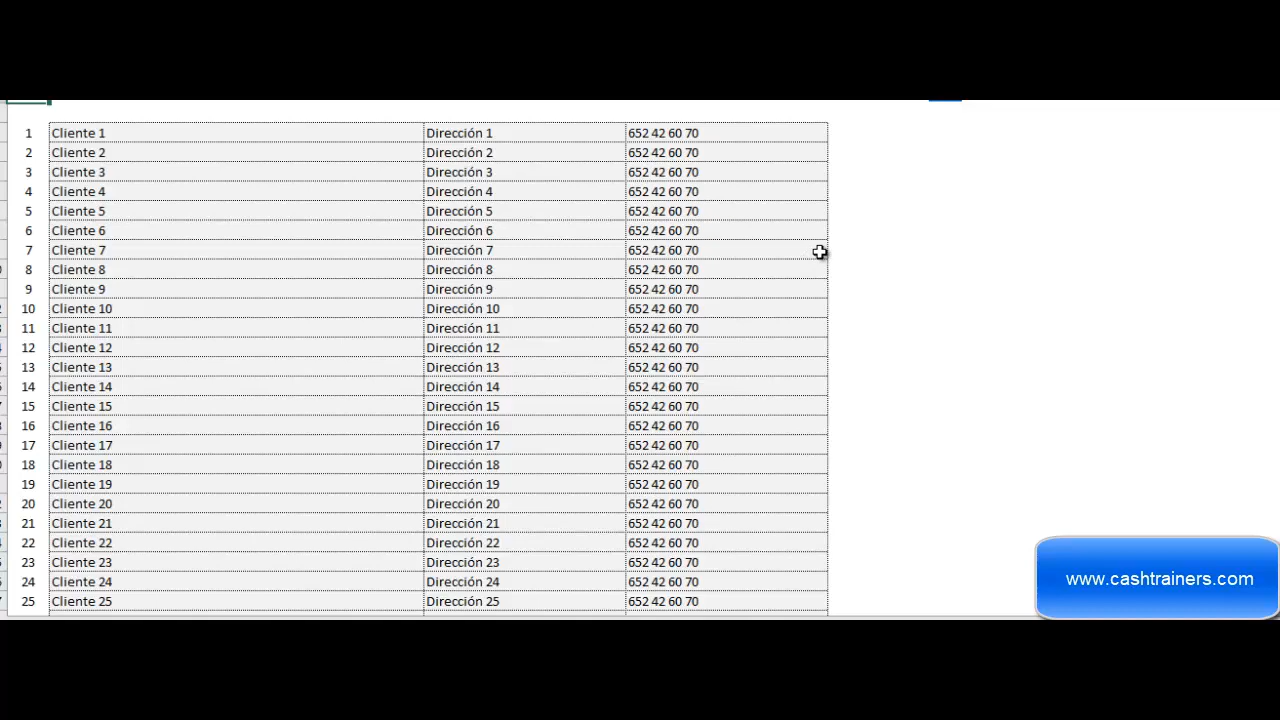 1 Cliente 1 Dirección 1 652 42 60 70
2 Cliente 2 Dirección 2 652 42 60 70
3 Cliente 3 Dirección 3 652 42 60 70
4 Cliente 4 Dirección 4 652 42 60 70
5 Cliente 5 Dirección 5 652 42 60 70
6 Cliente 6 Dirección 6 652 42 60 70
7 Cliente 7 Dirección 7 652 42 60 70
8 Cliente 8 Dirección 8 652 42 60 70
9 Cliente 9 Dirección 9 652 42 60 70
10 Cliente 10 Dirección 10 652 42 60 70
11 Cliente 11 Dirección 11 652 42 60 70
12 Cliente 12 Dirección 12 652 42 60 70
13 Cliente 13 Dirección 13 652 42 60 70
14 Cliente 14 Dirección 14 652 42 60 70
15 Cliente 15 Dirección 15 652 42 60 70
16 Cliente 16 Dirección 16 652 42 60 70
17 Cliente 17 Dirección 17 652 42 60 70
18 Cliente 18 Dirección 18 652 42 60 70
19 Cliente 19 Dirección 19 652 42 60 70
20 Cliente 20 Dirección 20 652 42 60 70
21 Cliente 21 Dirección 21 652 42 60 70
22 Cliente 22 Dirección 22 652 42 60 70
23 Cliente 23 Dirección 23 652 42 60 70
24 Cliente 24 Dirección 24 652 42 60 70
25 Cliente 25 Dirección 25 652 42 60 70
www.cashtrainers.com